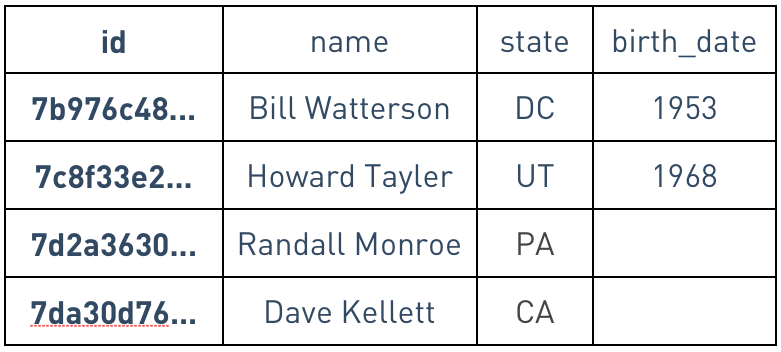 id name state birth_date
7b976c48... Bill Watterson DC 1953
7c8f33e2... Howard Tayler UT 1968
7d2a3630... Randall Monroe PA
7da30d76... Dave Kellett CA